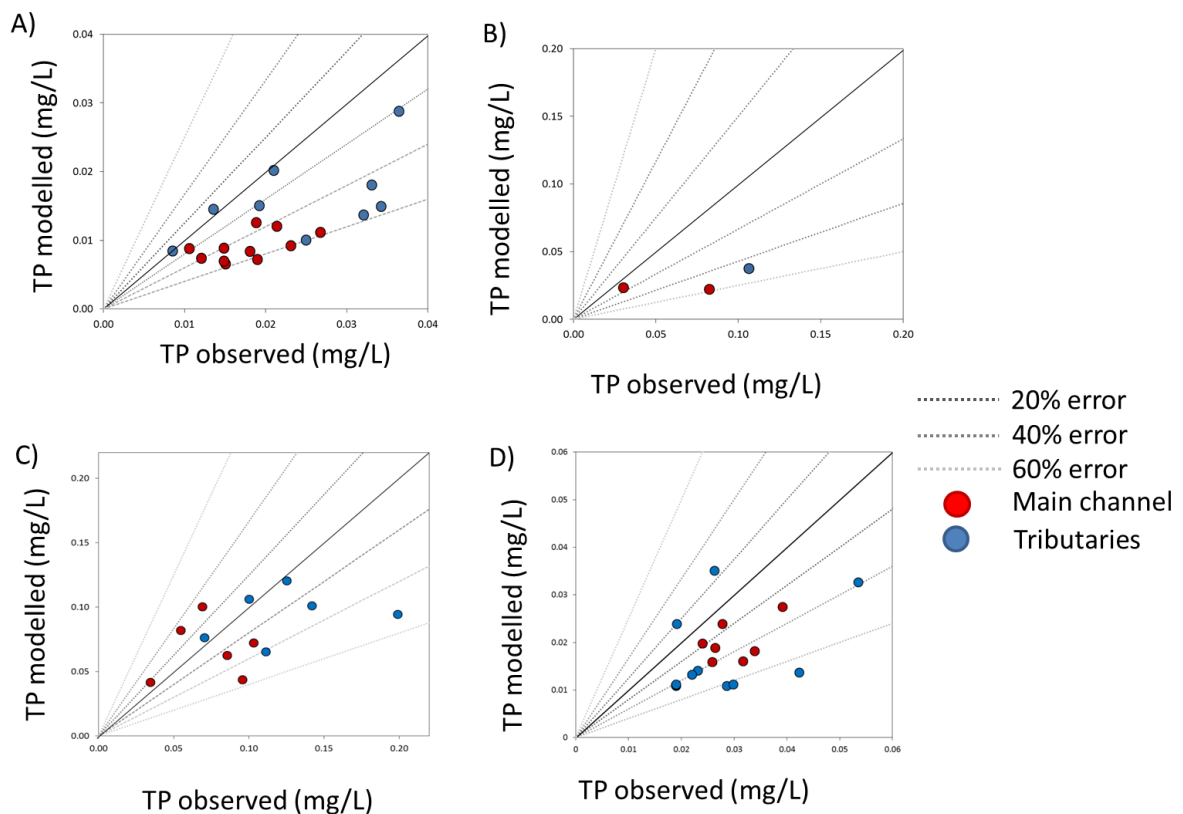 A)
0.04
0.03
0.02
0.01
0.00
0.00 0.01 0.02 0.03 0.04
TP modelled (mg/L)
TP observed (mg/L)
B)
0.20
0.15
0.10
0.05
0.00
0.00 0.05 0.10 0.15 0.20
TP modelled (mg/L)
TP observed (mg/L)
20% error
40% error
60% error
Main channel
Tributaries
C)
0.20
0.15
0.10
0.05
0.00
0.00 0.05 0.10 0.15 0.20
TP modelled (mg/L)
TP observed (mg/L)
D)
0.06
0.05
0.04
0.03
0.02
0.01
0
0 0.01 0.02 0.03 0.04 0.05 0.06
TP modelled (mg/L)
TP observed (mg/L)